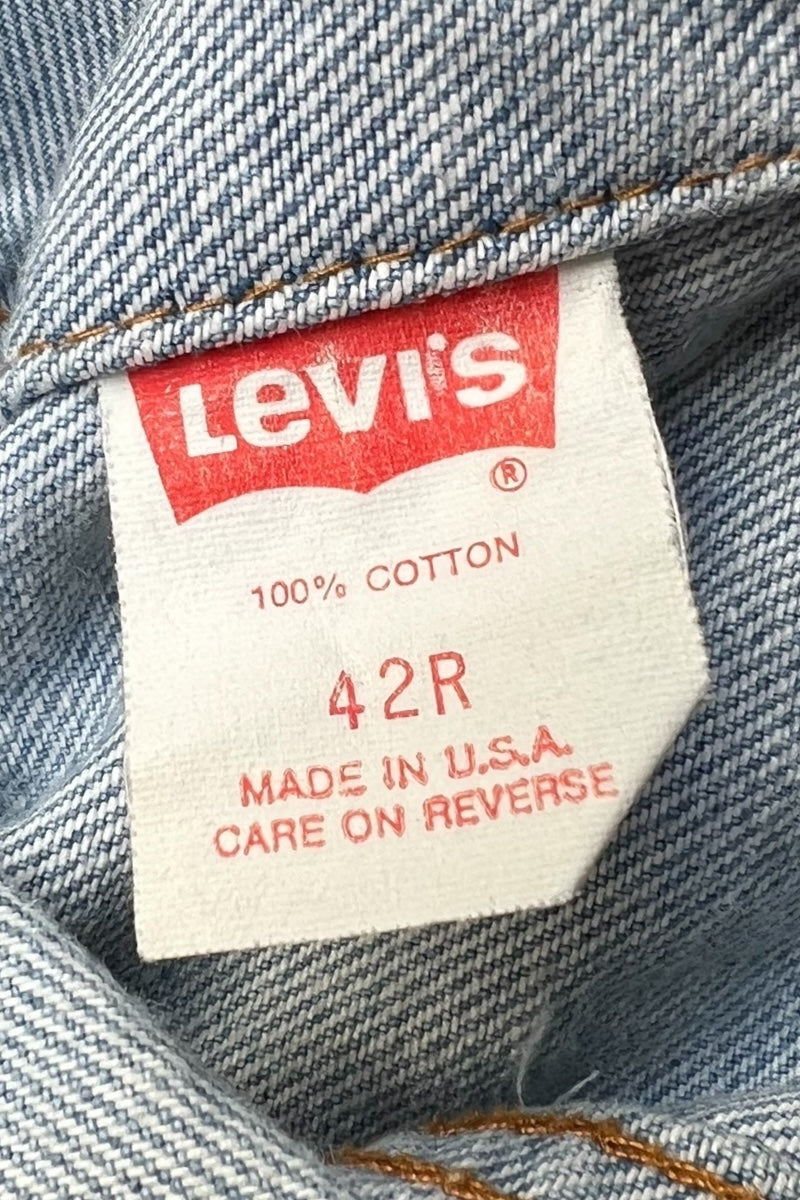 Levi's
®
100% COTTON
42R
MADE IN U.S.A.
CARE ON REVERSE